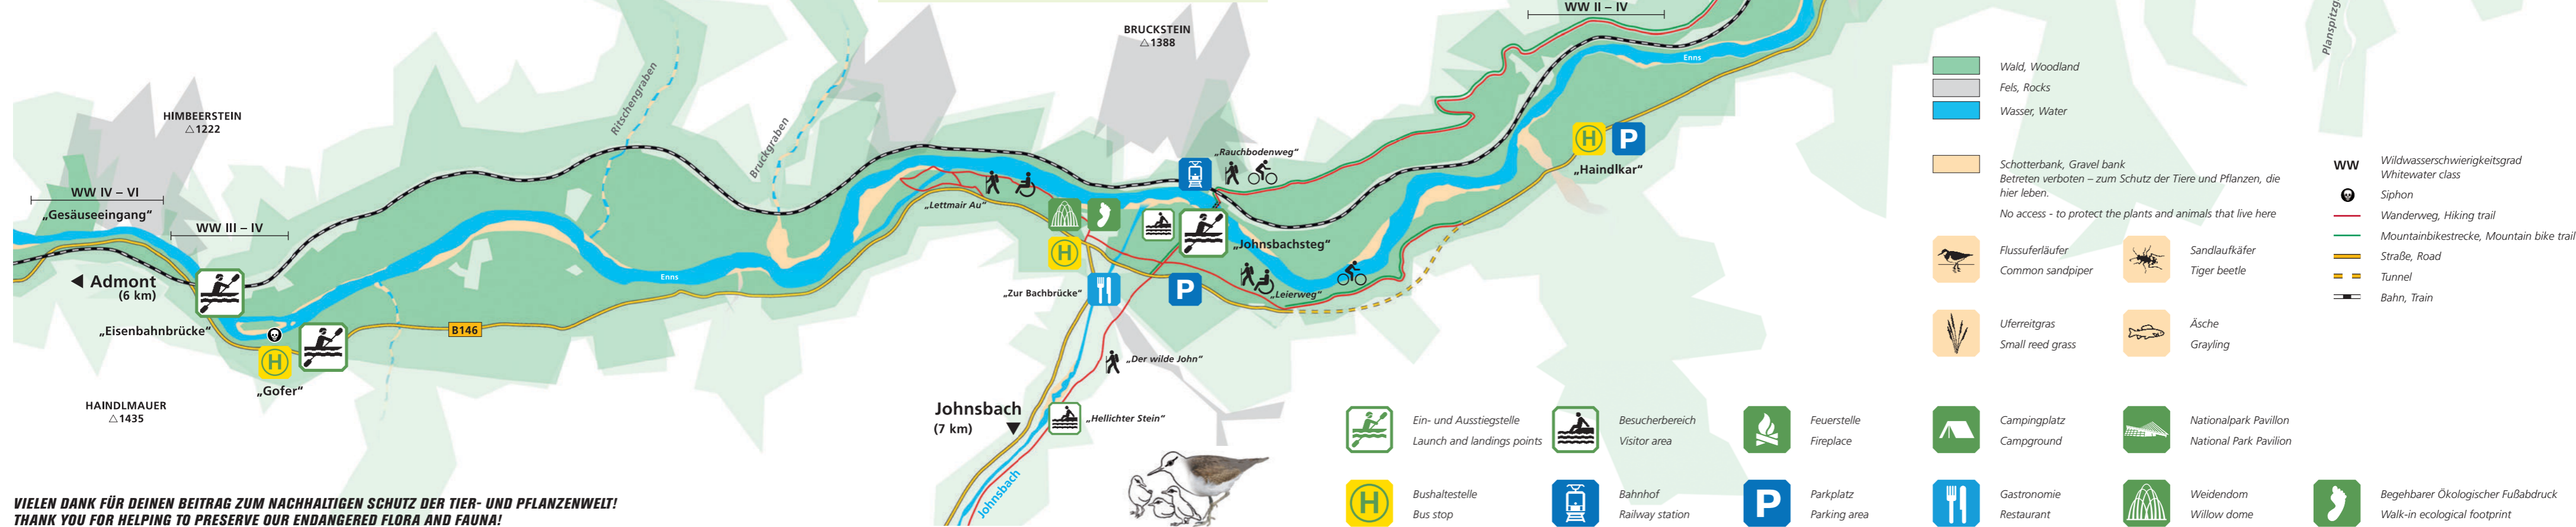 WW II – IV
BRUCKSTEIN
△1388
Planspitzg
Enns
HIMBEERSTEIN
△1222
Ritschengraben
Bruckgraben
„Rauchbodenweg“
„Haindlkar“
WW IV – VI
„Gesäuseeingang“
WW III – IV
„Lettmair Au“
„Johnsbachsteg“
Admont
(6 km)
Enns
„Zur Bachbrücke“
„Leierweg“
H
P
„Eisenbahnbrücke“
B146
H
„Gofer“
H
P
„Der wilde John“
HAINDLMAUER
△1435
Johnsbach
(7 km)
„Hellichter Stein“
Johnsbach
VIELEN DANK FÜR DEINEN BEITRAG ZUM NACHHALTIGEN SCHUTZ DER TIER- UND PFLANZENWELT!
THANK YOU FOR HELPING TO PRESERVE OUR ENDANGERED FLORA AND FAUNA!
Wald, Woodland
Fels, Rocks
Wasser, Water
Schotterbank, Gravel bank
Betreten verboten – zum Schutz der Tiere und Pflanzen, die
hier leben.
No access - to protect the plants and animals that live here
Flussuferläufer
Common sandpiper
Sandlaufkäfer
Tiger beetle
Uferreitgras
Small reed grass
Äsche
Grayling
WW
Wildwasserschwierigkeitsgrad
Whitewater class
Siphon
Wanderweg, Hiking trail
Mountainbikestrecke, Mountain bike trail
Straße, Road
Tunnel
Bahn, Train
Ein- und Ausstiegstelle
Launch and landings points
Besucherbereich
Visitor area
Feuerstelle
Fireplace
Campingplatz
Campground
Nationalpark Pavillon
National Park Pavilion
H
Bushaltestelle
Bus stop
Bahnhof
Railway station
P
Parkplatz
Parking area
Gastronomie
Restaurant
Weidendom
Willow dome
Begehbarer Ökologischer Fußabdruck
Walk-in ecological footprint